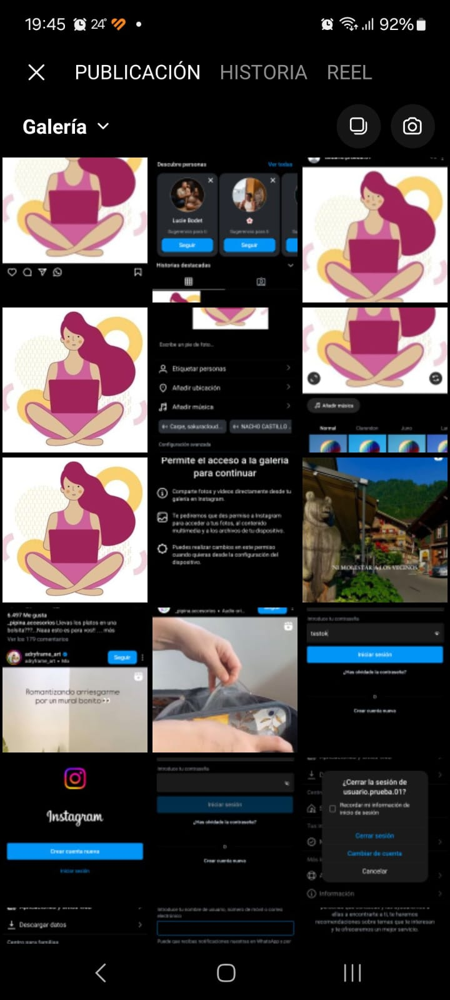 19:45 24° 92%
PUBLICACIÓN HISTORIA REEL
Galería
Descubre personas Ver todas
Lucie Bodet
Sugerencia para ti Sugerencia para ti
Seguir Seguir
Historias destacadas
Escribe un pie de foto...
Etiquetar personas
Añadir ubicación
Añadir música
Carpe, sakuracloud... NACHO CASTILLO
Configuración avanzada
Añadir música
Normal Clarendon Juno
Permite el acceso a la galería
para continuar
Comparte fotos y vídeos directamente desde tu
galería en Instagram.
Te pediremos que des permiso a Instagram
para acceder a tus fotos, al contenido
multimedia y a los archivos de tu dispositivo.
Puedes realizar cambios en este permiso
cuando quieras desde la configuración del
dispositivo.
NI MOLESTAR A LOS VECINOS
6.497 Me gusta
_pipina.accesorios Llevas los platos en una
bolsita???...Naaa esto es para vos!! ... más
Ver los 179 comentarios
adryframe_art
adryframe_art • Mío
Seguir
Romantizando arriesgarme
por un mural bonito
_pipina.accesorios • Audio ori...
Introduce tu contraseña
testok
Iniciar sesión
¿Has olvidado la contraseña?
O
Crear cuenta nueva
Instagram
Crear cuenta nueva
Iniciar sesión
Introduce tu contraseña
Iniciar sesión
¿Has olvidado la contraseña?
O
Crear cuenta nueva
¿Cerrar la sesión de
usuario.prueba.01?
Recordar mi información de
inicio de sesión
Cerrar sesión
Cambiar de cuenta
Cancelar
Información
Descargar datos
Centro para familias
Introduce tu nombre de usuario, número de móvil o correo
electrónico
Puede que recibas notificaciones nuestras en WhatsApp y por
ellas a encontrarte a ti, te haremos
recomendaciones sobre temas que te interesan
y te ofreceremos un mejor servicio.